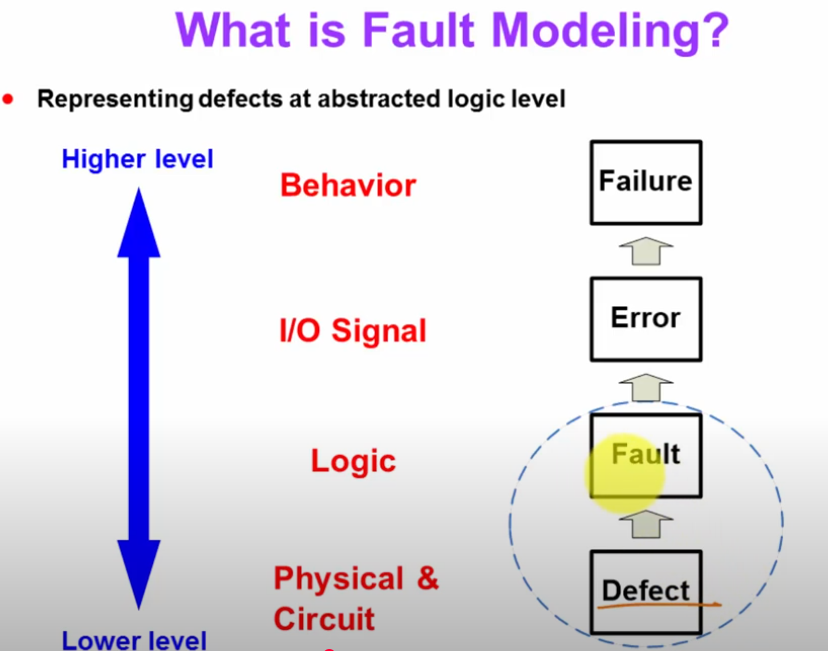 What is Fault Modeling?
Representing defects at abstracted logic level
Higher level
Behavior
Failure
I/O Signal
Error
Logic
Fault
Physical &
Circuit
Defect
Lower level